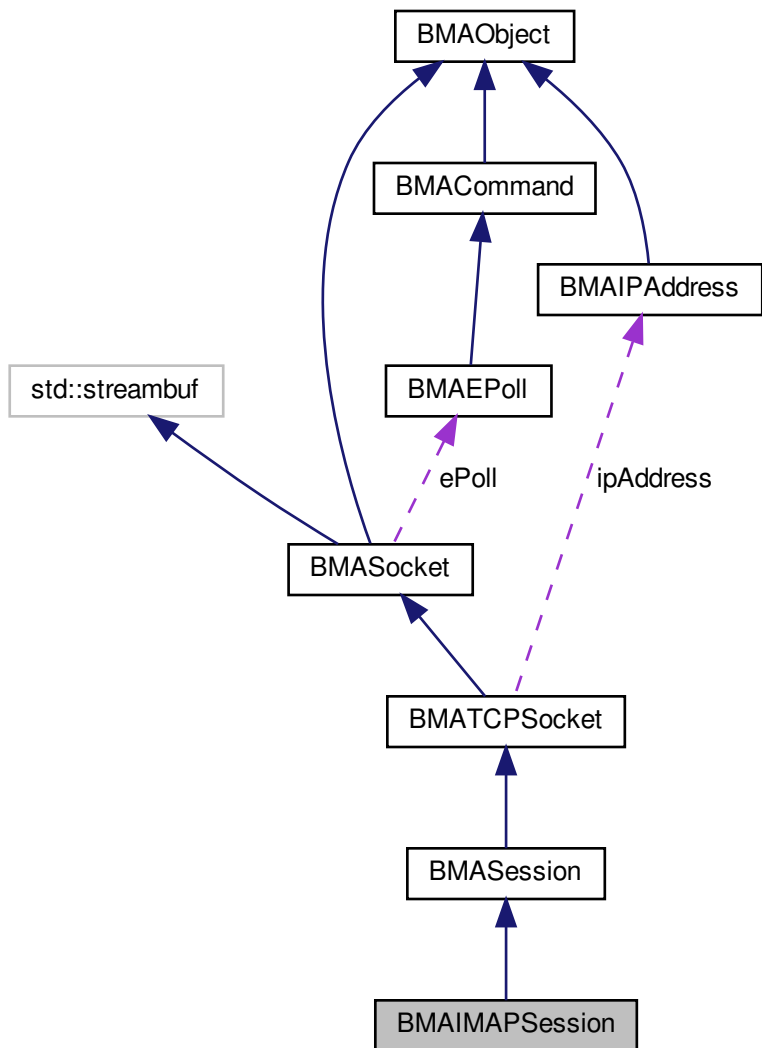 BMAObject
BMACommand
BMAIPAddress
std::streambuf
BMAEPoll
ePoll
ipAddress
BMASocket
BMATCPSocket
BMASession
BMAIMAPSession